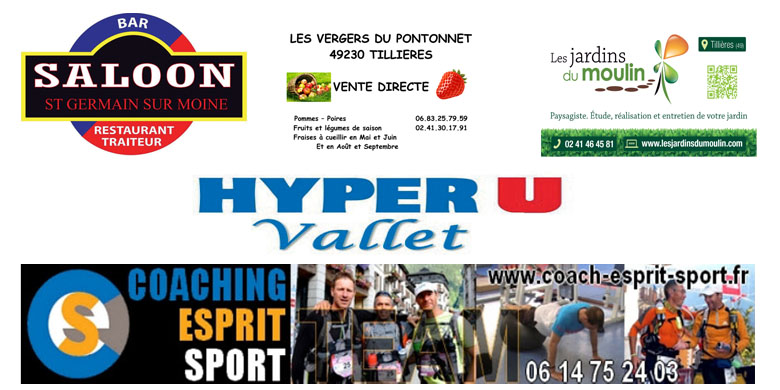 BAR
SALOON
ST GERMAIN SUR MOINE
RESTAURANT
TRAITEUR
LES VERGERS DU PONTONNET
49230 TILLIERES
VENTE DIRECTE
Pommes - Poires 06.83.25.79.59
Fruits et légumes de saison 02.41.30.17.91
Fraises à cueillir en Mai et Juin
Et en Août et Septembre
Les jardins
du moulin
Tillières (49)
Paysagiste. Étude, réalisation et entretien de votre jardin
02 41 46 45 81 www.lesjardinsdumoulin.com
HYPER U
Vallet
CS
COACHING
ESPRIT
SPORT
TEAM
www.coach-esprit-sport.fr
06 14 75 24 03